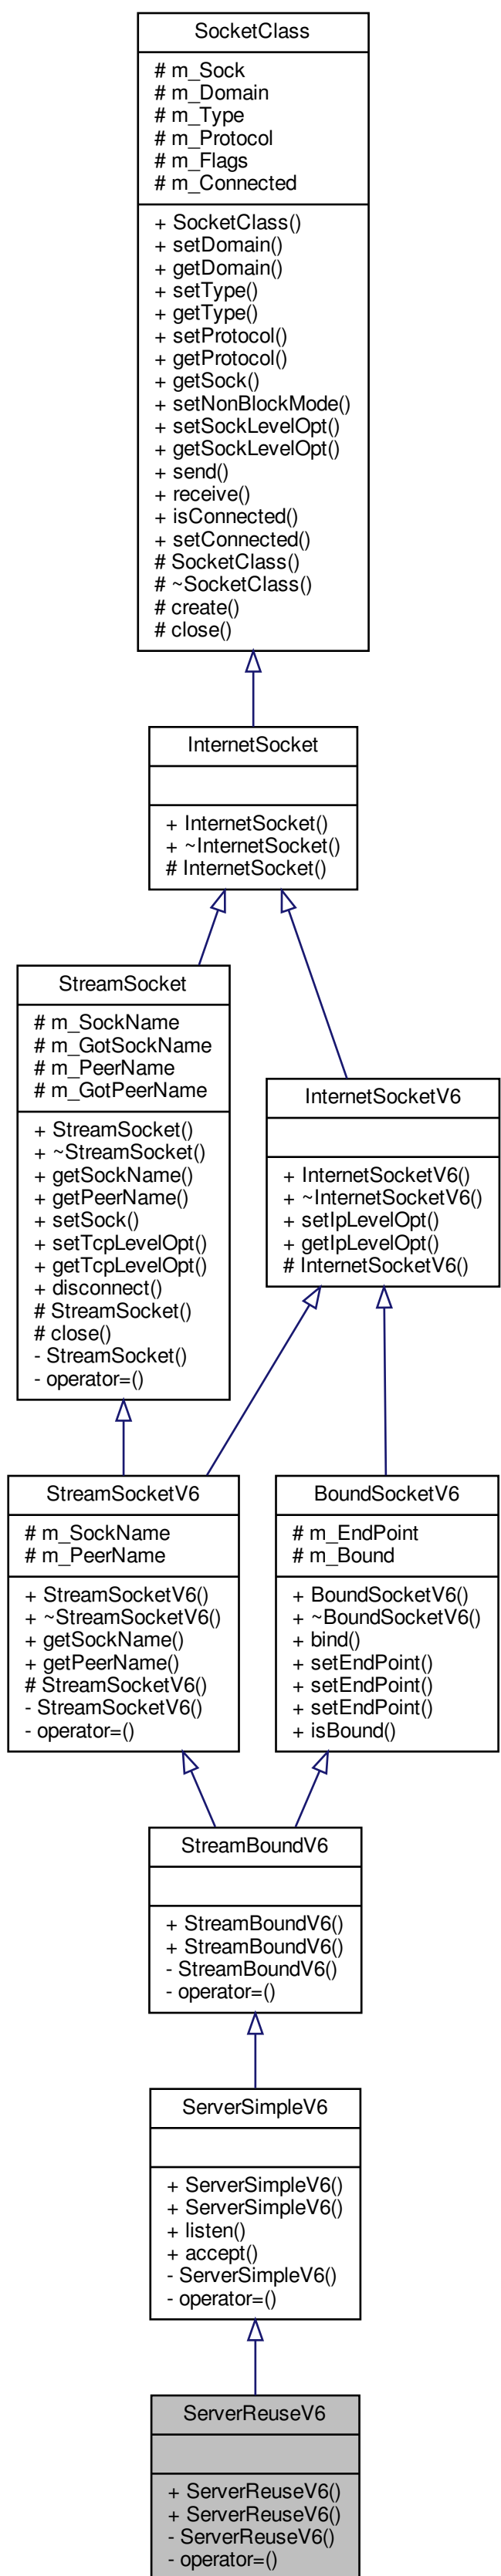 SocketClass
# m_Sock
# m_Domain
# m_Type
# m_Protocol
# m_Flags
# m_Connected
+ SocketClass()
+ setDomain()
+ getDomain()
+ setType()
+ getType()
+ setProtocol()
+ getProtocol()
+ getSock()
+ setNonBlockMode()
+ setSockLevelOpt()
+ getSockLevelOpt()
+ send()
+ receive()
+ isConnected()
+ setConnected()
# SocketClass()
# ~SocketClass()
# create()
# close()
InternetSocket
+ InternetSocket()
+ ~InternetSocket()
# InternetSocket()
StreamSocket
# m_SockName
# m_GotSockName
# m_PeerName
# m_GotPeerName
+ StreamSocket()
+ ~StreamSocket()
+ getSockName()
+ getPeerName()
+ setSock()
+ setTcpLevelOpt()
+ getTcpLevelOpt()
+ disconnect()
# StreamSocket()
# close()
- StreamSocket()
- operator=()
InternetSocketV6
+ InternetSocketV6()
+ ~InternetSocketV6()
+ setIpLevelOpt()
+ getIpLevelOpt()
# InternetSocketV6()
StreamSocketV6
# m_SockName
# m_PeerName
+ StreamSocketV6()
+ ~StreamSocketV6()
+ getSockName()
+ getPeerName()
# StreamSocketV6()
- StreamSocketV6()
- operator=()
BoundSocketV6
# m_EndPoint
# m_Bound
+ BoundSocketV6()
+ ~BoundSocketV6()
+ bind()
+ setEndPoint()
+ setEndPoint()
+ setEndPoint()
+ isBound()
StreamBoundV6
+ StreamBoundV6()
+ StreamBoundV6()
- StreamBoundV6()
- operator=()
ServerSimpleV6
+ ServerSimpleV6()
+ ServerSimpleV6()
+ listen()
+ accept()
- ServerSimpleV6()
- operator=()
ServerReuseV6
+ ServerReuseV6()
+ ServerReuseV6()
- ServerReuseV6()
- operator=()